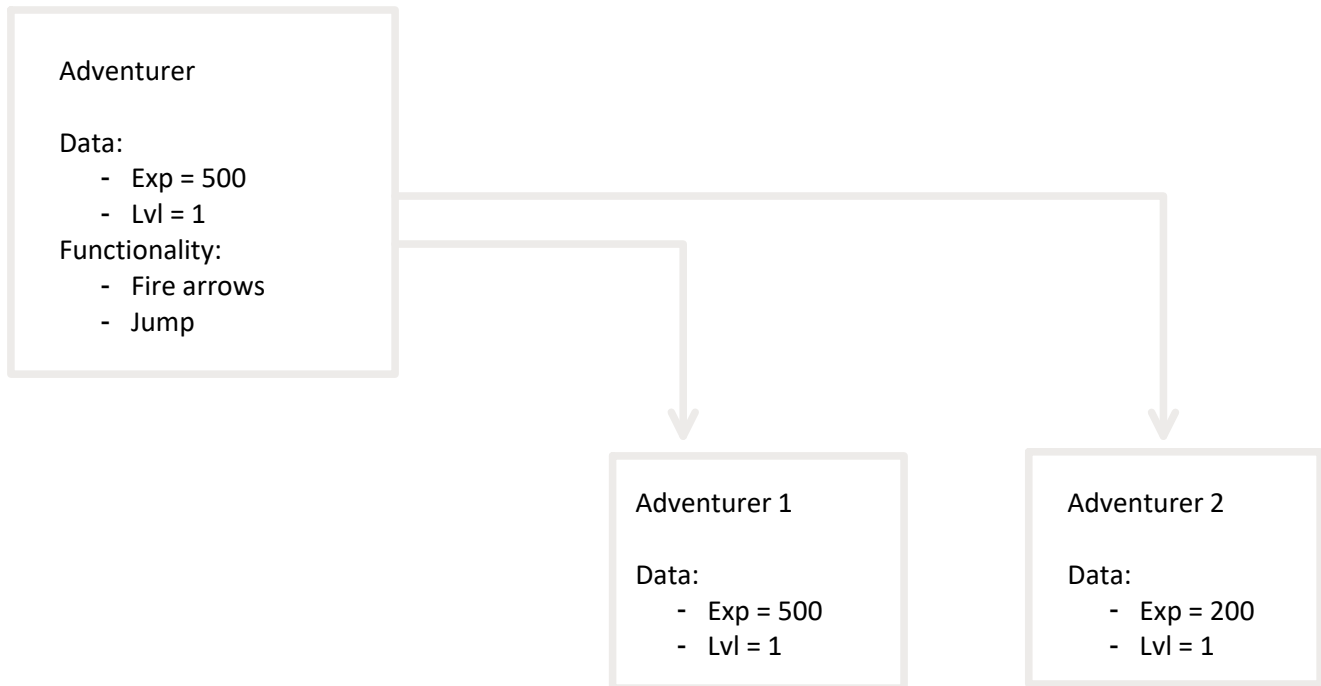 Adventurer
Data:
- Exp = 500
- Lvl = 1
Functionality:
- Fire arrows
- Jump
Adventurer 1
Data:
- Exp = 500
- Lvl = 1
Adventurer 2
Data:
- Exp = 200
- Lvl = 1